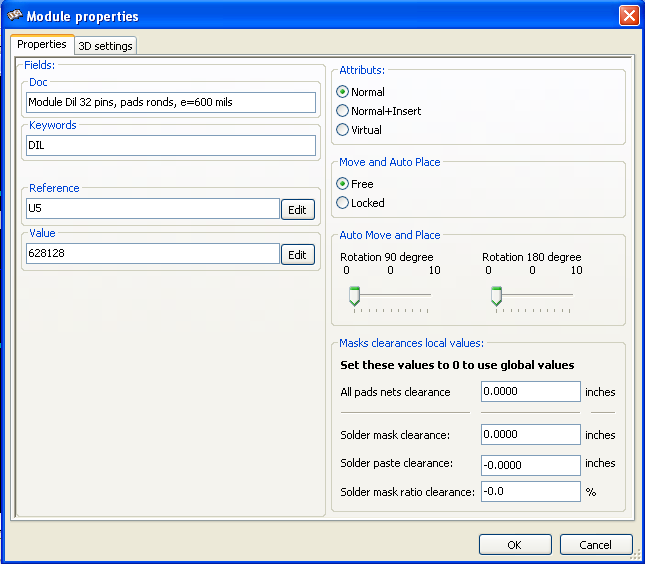 Module properties
Properties
3D settings
Fields:
Doc
Module Dil 32 pins, pads ronds, e=600 mils
Keywords
DIL
Reference
U5
Edit
Value
628128
Edit
Attributs:
Normal
Normal+Insert
Virtual
Move and Auto Place
Free
Locked
Auto Move and Place
Rotation 90 degree
0 0 10
Rotation 180 degree
0 0 10
Masks clearances local values:
Set these values to 0 to use global values
All pads nets clearance 0.0000 inches
Solder mask clearance: 0.0000 inches
Solder paste clearance: -0.0000 inches
Solder mask ratio clearance: -0.0 %
OK
Cancel